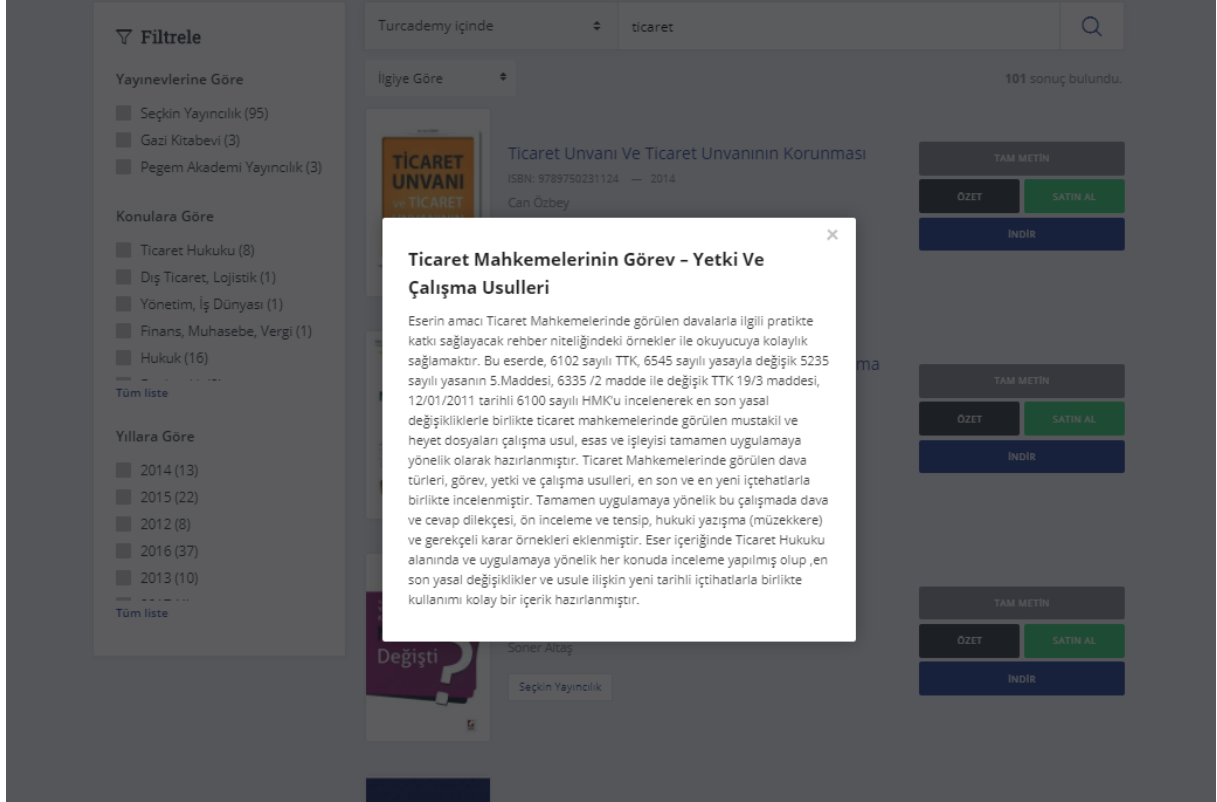 Filtrele
Yayınevlerine Göre
Seçkin Yayıncılık (95)
Gazi Kitabevi (3)
Pegem Akademi Yayıncılık (3)
Konulara Göre
Ticaret Hukuku (8)
Dış Ticaret, Lojistik (1)
Yönetim, İş Dünyası (1)
Finans, Muhasebe, Vergi (1)
Hukuk (16)
Tüm liste
Yıllara Göre
2014 (13)
2015 (22)
2012 (8)
2016 (37)
2013 (10)
Tüm liste
Turcademy içinde
ticaret
İlgiye Göre
101 sonuç bulundu.
TİCARET
UNVANI
ve TİCARET
Ticaret Unvanı Ve Ticaret Unvanının Korunması
ISBN: 9789750231124 — 2014
Can Özbey
TAM METİN
ÖZET
SATIN AL
İNDİR
×
Ticaret Mahkemelerinin Görev – Yetki Ve
Çalışma Usulleri
Eserin amacı Ticaret Mahkemelerinde görülen davalarla ilgili pratikte
katkı sağlayacak rehber niteliğindeki örnekler ile okuyucuya kolaylık
sağlamaktır. Bu eserde, 6102 sayılı TTK, 6545 sayılı yasayla değişik 5235
sayılı yasanın 5.Maddesi, 6335 /2 madde ile değişik TTK 19/3 maddesi,
12/01/2011 tarihli 6100 sayılı HMK'u incelenerek en son yasal
değişikliklerle birlikte ticaret mahkemelerinde görülen mustakil ve
heyet dosyaları çalışma usul, esas ve işleyisi tamamen uygulamaya
yönelik olarak hazırlanmıştır. Ticaret Mahkemelerinde görülen dava
türleri, görev, yetki ve çalışma usulleri, en son ve en yeni içtehatlarla
birlikte incelenmiştir. Tamamen uygulamaya yönelik bu çalışmada dava
ve cevap dilekçesi, ön inceleme ve tensip, hukuki yazışma (müzekkere)
ve gerekçeli karar örnekleri eklenmiştir. Eser içeriğinde Ticaret Hukuku
alanında ve uygulamaya yönelik her konuda inceleme yapılmış olup ,en
son yasal değişiklikler ve usule ilişkin yeni tarihli içtihatlarla birlikte
kullanımı kolay bir içerik hazırlanmıştır.
ma
TAM METİN
ÖZET
SATIN AL
İNDİR
Değişti
?
Soner Altaş
Seçkin Yayıncılık
TAM METİN
ÖZET
SATIN AL
İNDİR